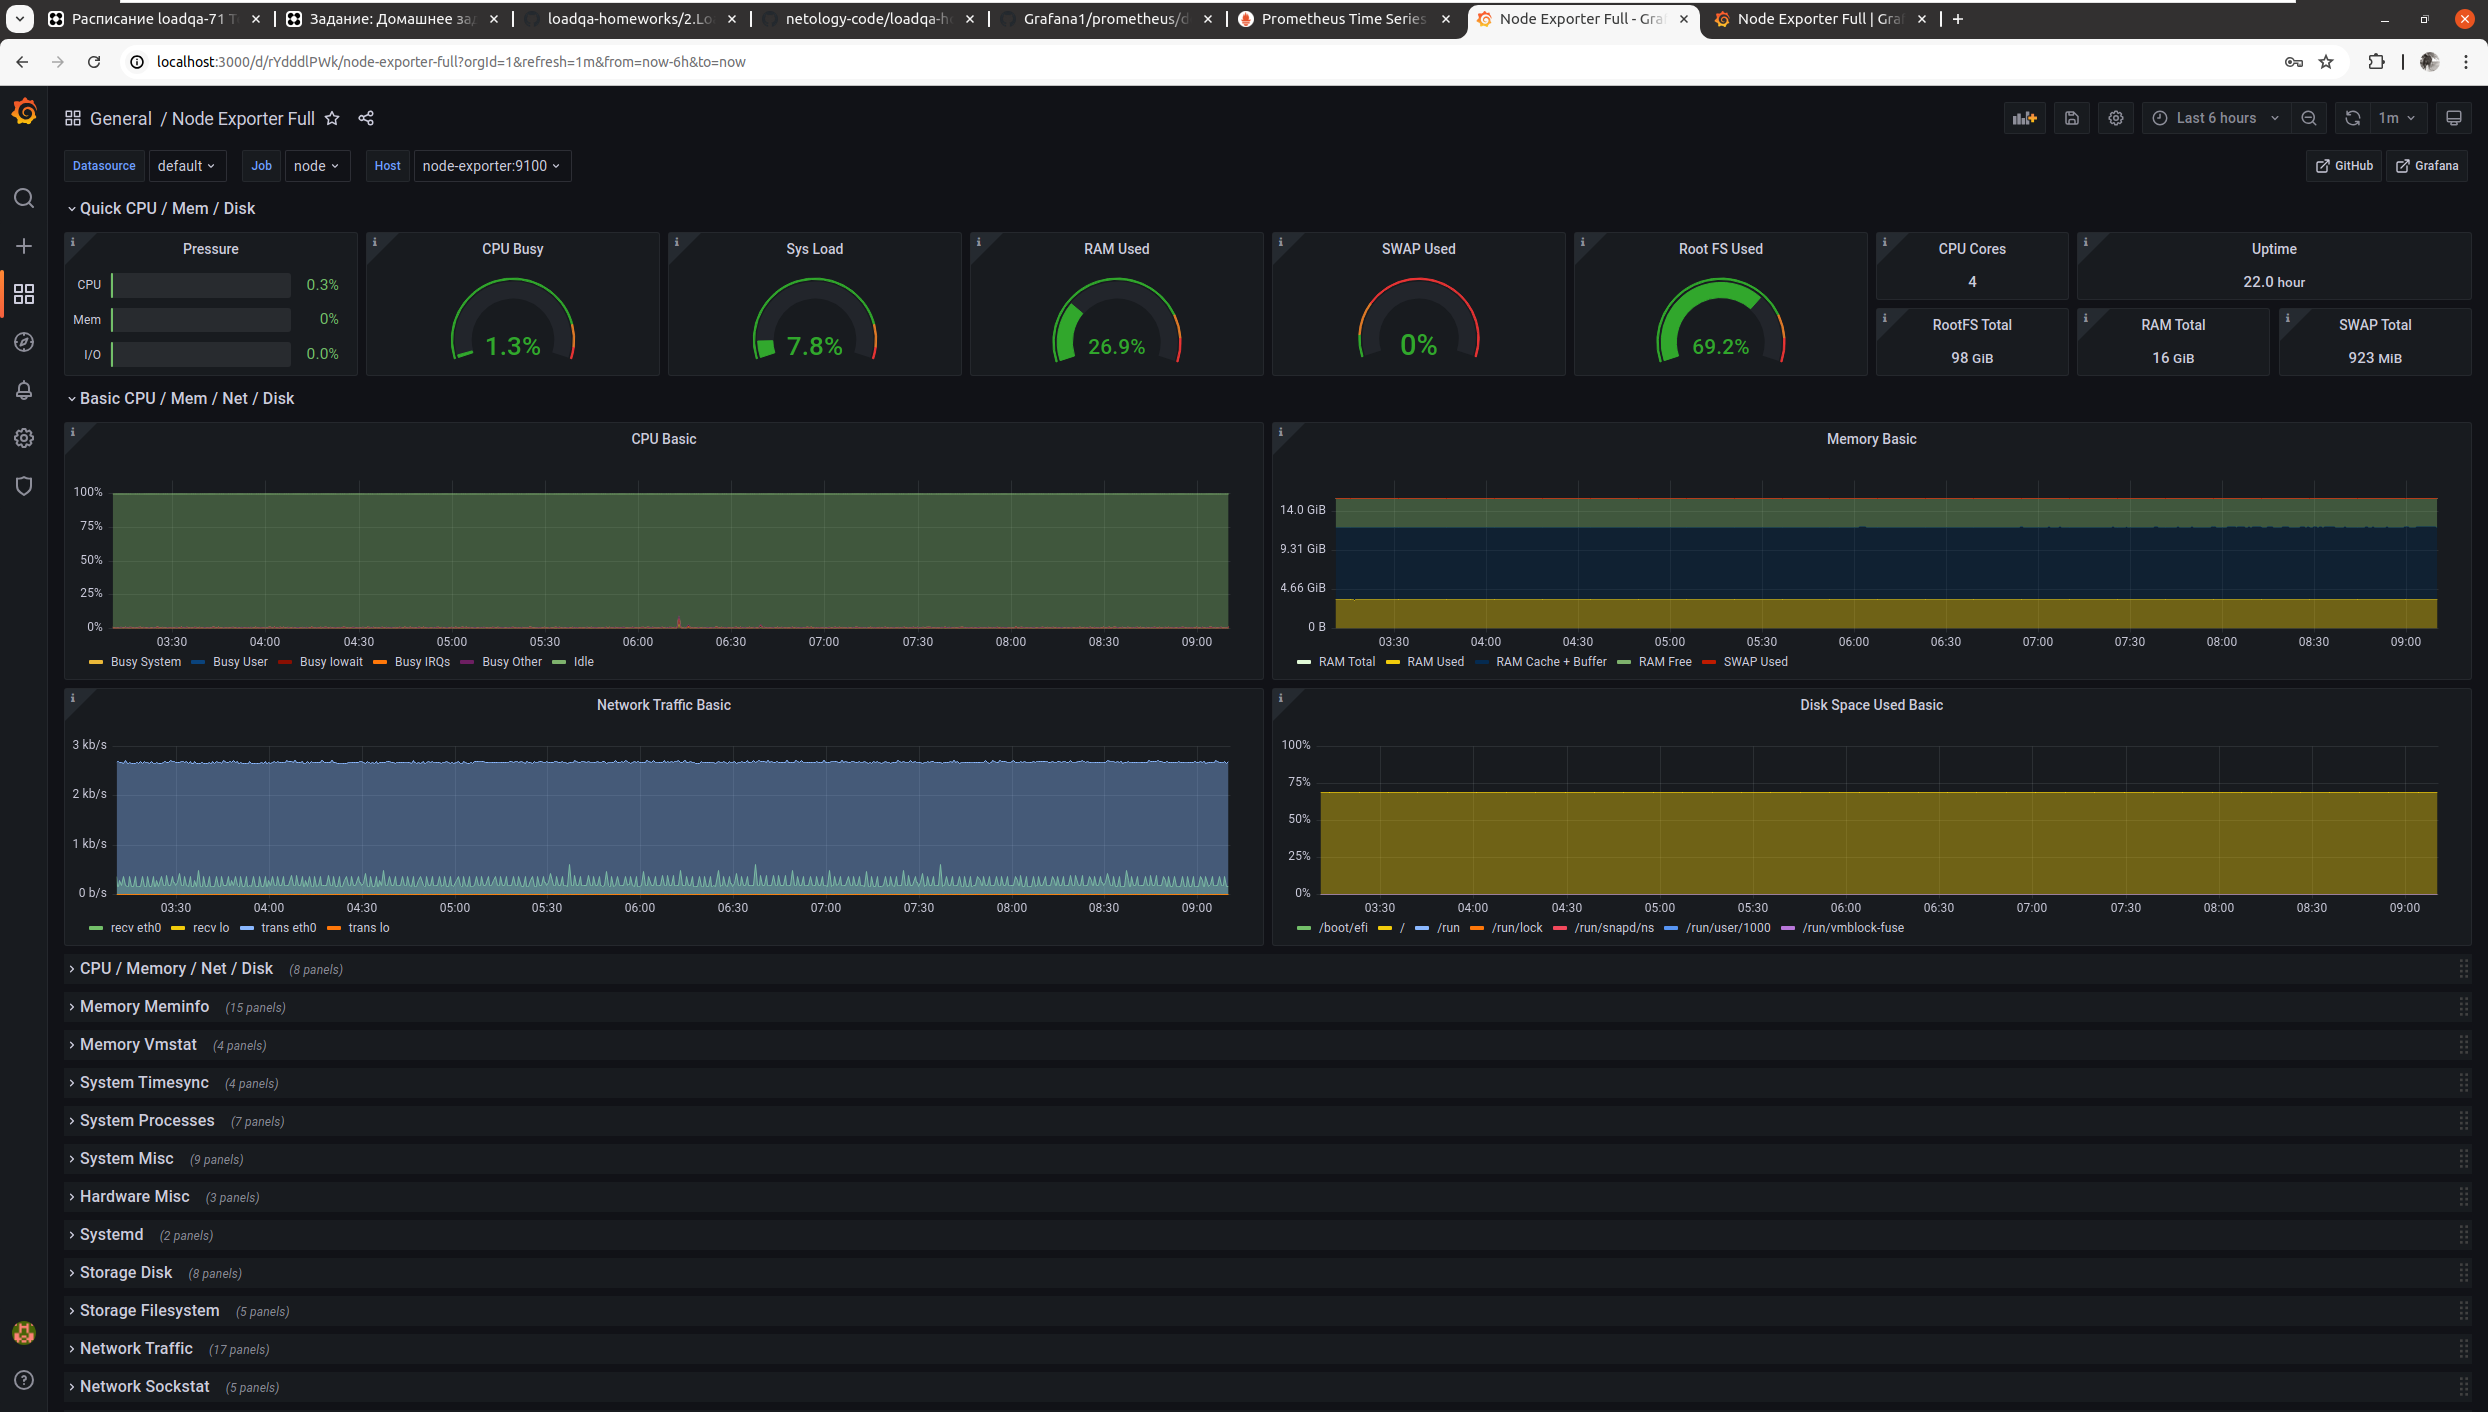 Расписание loadqa-71 Т
Задание: Домашнее за
loadqa-homeworks/2.Lo
netology-code/loadqa-h
Grafana1/prometheus/d
Prometheus Time Series
Node Exporter Full - Gra
Node Exporter Full | Gra
localhost:3000/d/rYdddlPWk/node-exporter-full?orgId=1&refresh=1m&from=now-6h&to=now
General / Node Exporter Full
Last 6 hours
1m
Datasource default Job node Host node-exporter:9100
GitHub Grafana
Quick CPU / Mem / Disk
Pressure
CPU 0.3%
Mem 0%
I/O 0.0%
CPU Busy
1.3%
Sys Load
7.8%
RAM Used
26.9%
SWAP Used
0%
Root FS Used
69.2%
CPU Cores
4
Uptime
22.0 hour
RootFS Total
98 GiB
RAM Total
16 GiB
SWAP Total
923 MiB
Basic CPU / Mem / Net / Disk
CPU Basic
100%
75%
50%
25%
0%
03:30 04:00 04:30 05:00 05:30 06:00 06:30 07:00 07:30 08:00 08:30 09:00
Busy System Busy User Busy Iowait Busy IRQs Busy Other Idle
Memory Basic
14.0 GiB
9.31 GiB
4.66 GiB
0 B
03:30 04:00 04:30 05:00 05:30 06:00 06:30 07:00 07:30 08:00 08:30 09:00
RAM Total RAM Used RAM Cache + Buffer RAM Free SWAP Used
Network Traffic Basic
3 kb/s
2 kb/s
1 kb/s
0 b/s
03:30 04:00 04:30 05:00 05:30 06:00 06:30 07:00 07:30 08:00 08:30 09:00
recv eth0 recv lo trans eth0 trans lo
Disk Space Used Basic
100%
75%
50%
25%
0%
03:30 04:00 04:30 05:00 05:30 06:00 06:30 07:00 07:30 08:00 08:30 09:00
/boot/efi / /run /run/lock /run/snapd/ns /run/user/1000 /run/vmblock-fuse
CPU / Memory / Net / Disk (8 panels)
Memory Meminfo (15 panels)
Memory Vmstat (4 panels)
System Timesync (4 panels)
System Processes (7 panels)
System Misc (9 panels)
Hardware Misc (3 panels)
Systemd (2 panels)
Storage Disk (8 panels)
Storage Filesystem (5 panels)
Network Traffic (17 panels)
Network Sockstat (5 panels)